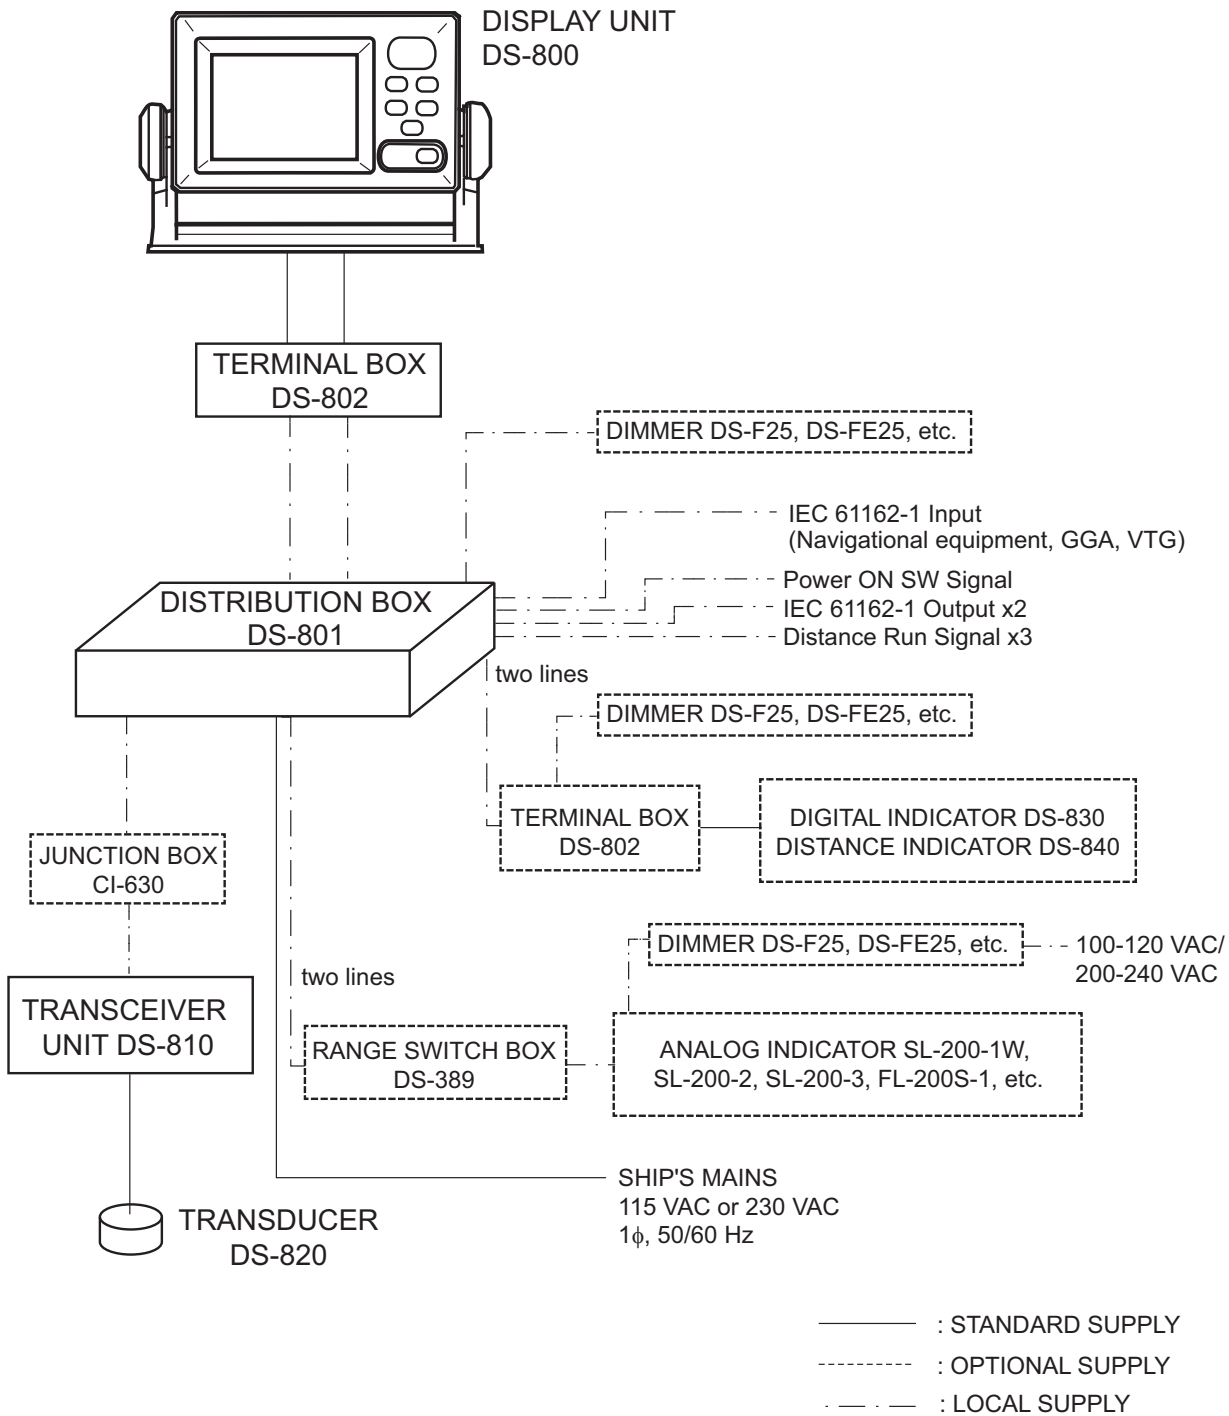 DISPLAY UNIT
DS-800
TERMINAL BOX
DS-802
DIMMER DS-F25, DS-FE25, etc.
IEC 61162-1 Input
(Navigational equipment, GGA, VTG)
Power ON SW Signal
IEC 61162-1 Output x2
Distance Run Signal x3
DISTRIBUTION BOX
DS-801
two lines
DIMMER DS-F25, DS-FE25, etc.
TERMINAL BOX
DS-802
DIGITAL INDICATOR DS-830
DISTANCE INDICATOR DS-840
JUNCTION BOX
CI-630
DIMMER DS-F25, DS-FE25, etc.
100-120 VAC/
200-240 VAC
two lines
TRANSCEIVER
UNIT DS-810
RANGE SWITCH BOX
DS-389
ANALOG INDICATOR SL-200-1W,
SL-200-2, SL-200-3, FL-200S-1, etc.
SHIP'S MAINS
115 VAC or 230 VAC
1ϕ, 50/60 Hz
TRANSDUCER
DS-820
: STANDARD SUPPLY
: OPTIONAL SUPPLY
: LOCAL SUPPLY